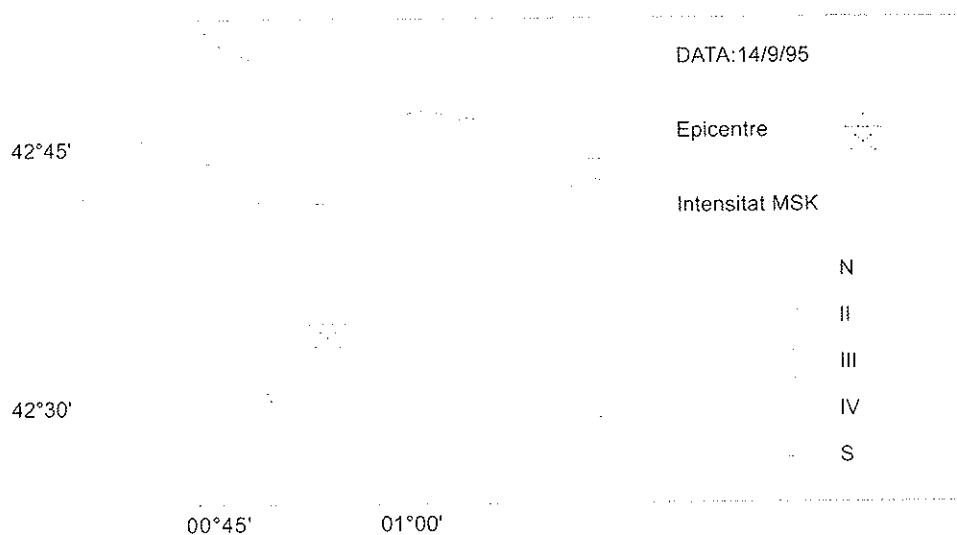 DATA:14/9/95
Epicentre
42°45'
Intensitat MSK
N
II
III
IV
42°30'
S
00°45' 01°00'